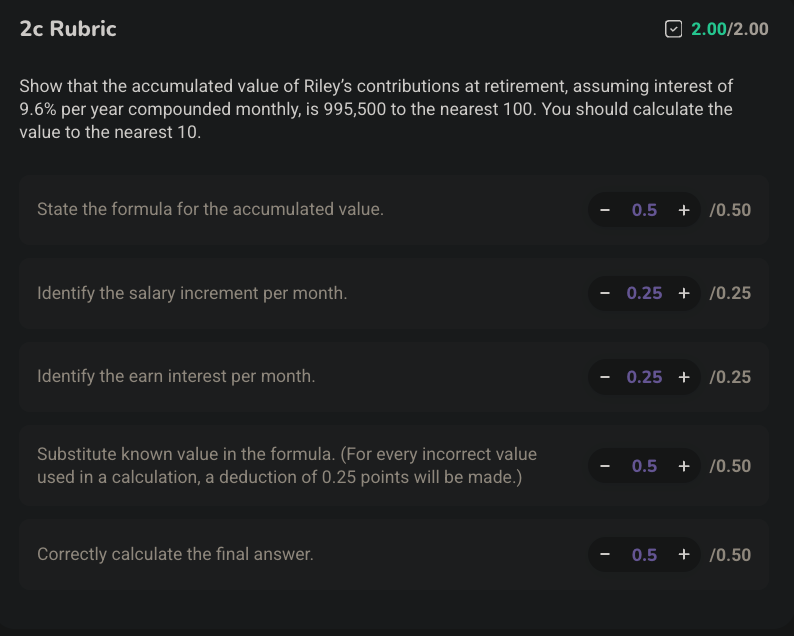 2c Rubric
2.00/2.00
Show that the accumulated value of Riley’s contributions at retirement, assuming interest of
9.6% per year compounded monthly, is 995,500 to the nearest 100. You should calculate the
value to the nearest 10.
State the formula for the accumulated value.
− 0.5 + /0.50
Identify the salary increment per month.
− 0.25 + /0.25
Identify the earn interest per month.
− 0.25 + /0.25
Substitute known value in the formula. (For every incorrect value
used in a calculation, a deduction of 0.25 points will be made.)
− 0.5 + /0.50
Correctly calculate the final answer.
− 0.5 + /0.50